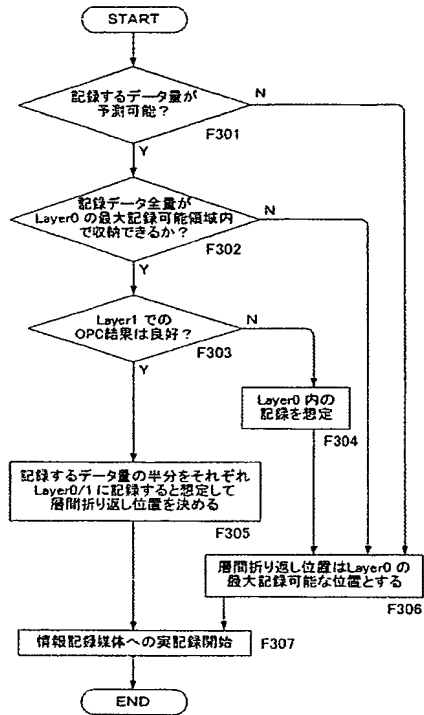 START
記録するデータ量が
予測可能？
N
F301
Y
記録データ全量が
Layer0 の最大記録可能領域内
で収納できるか？
N
F302
Y
Layer1 での
OPC結果は良好？
N
F303
Y
Layer0 内の
記録を想定
F304
記録するデータ量の半分をそれぞれ
Layer0/1 に記録すると想定して
層間折り返し位置を決める
F305
層間折り返し位置はLayer0 の
最大記録可能な位置とする
F306
情報記録媒体への実記録開始
F307
END